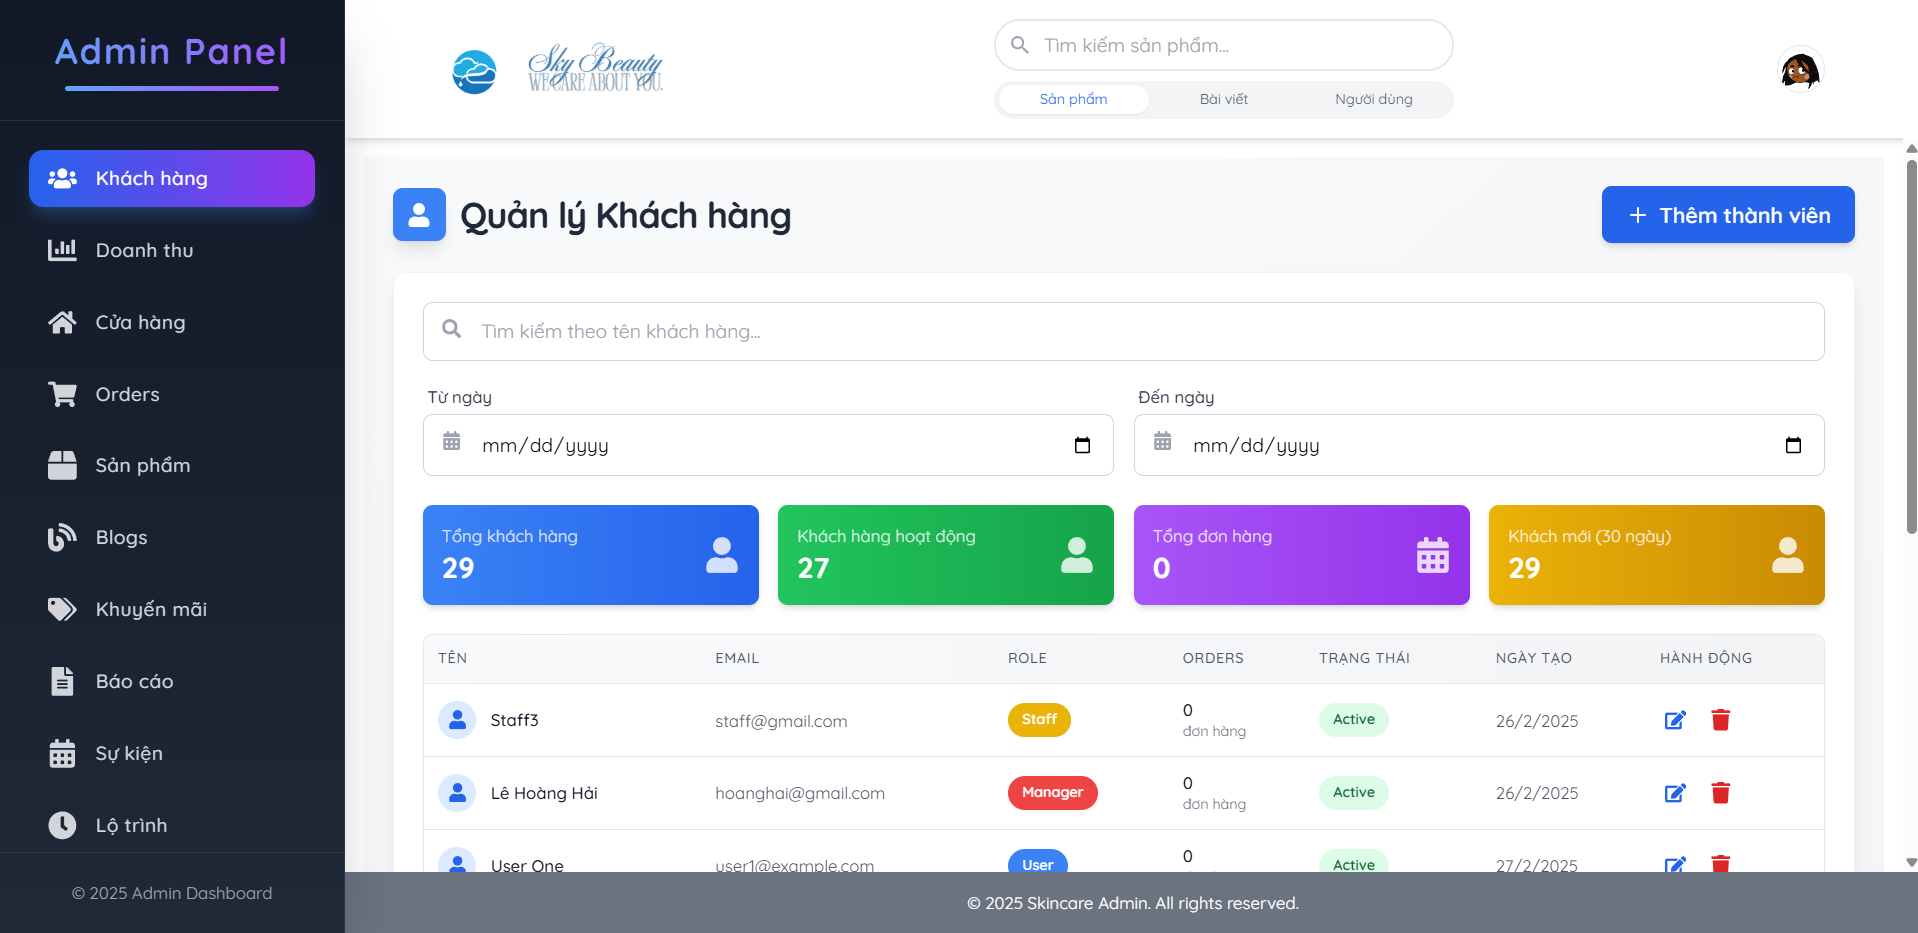 Admin Panel
Khách hàng
Doanh thu
Cửa hàng
Orders
Sản phẩm
Blogs
Khuyến mãi
Báo cáo
Sự kiện
Lộ trình
© 2025 Admin Dashboard
Sky Beauty
WE CARE ABOUT YOU.
Tìm kiếm sản phẩm...
Sản phẩm Bài viết Người dùng
Quản lý Khách hàng
Thêm thành viên
Tìm kiếm theo tên khách hàng...
Từ ngày Đến ngày
mm/dd/yyyy mm/dd/yyyy
Tổng khách hàng
29
Khách hàng hoạt động
27
Tổng đơn hàng
0
Khách mới (30 ngày)
29
TÊN EMAIL ROLE ORDERS TRẠNG THÁI NGÀY TẠO HÀNH ĐỘNG
Staff3 staff@gmail.com Staff 0 đơn hàng Active 26/2/2025
Lê Hoàng Hải hoanghai@gmail.com Manager 0 đơn hàng Active 26/2/2025
User One user1@example.com User 0 Active 27/2/2025
© 2025 Skincare Admin. All rights reserved.